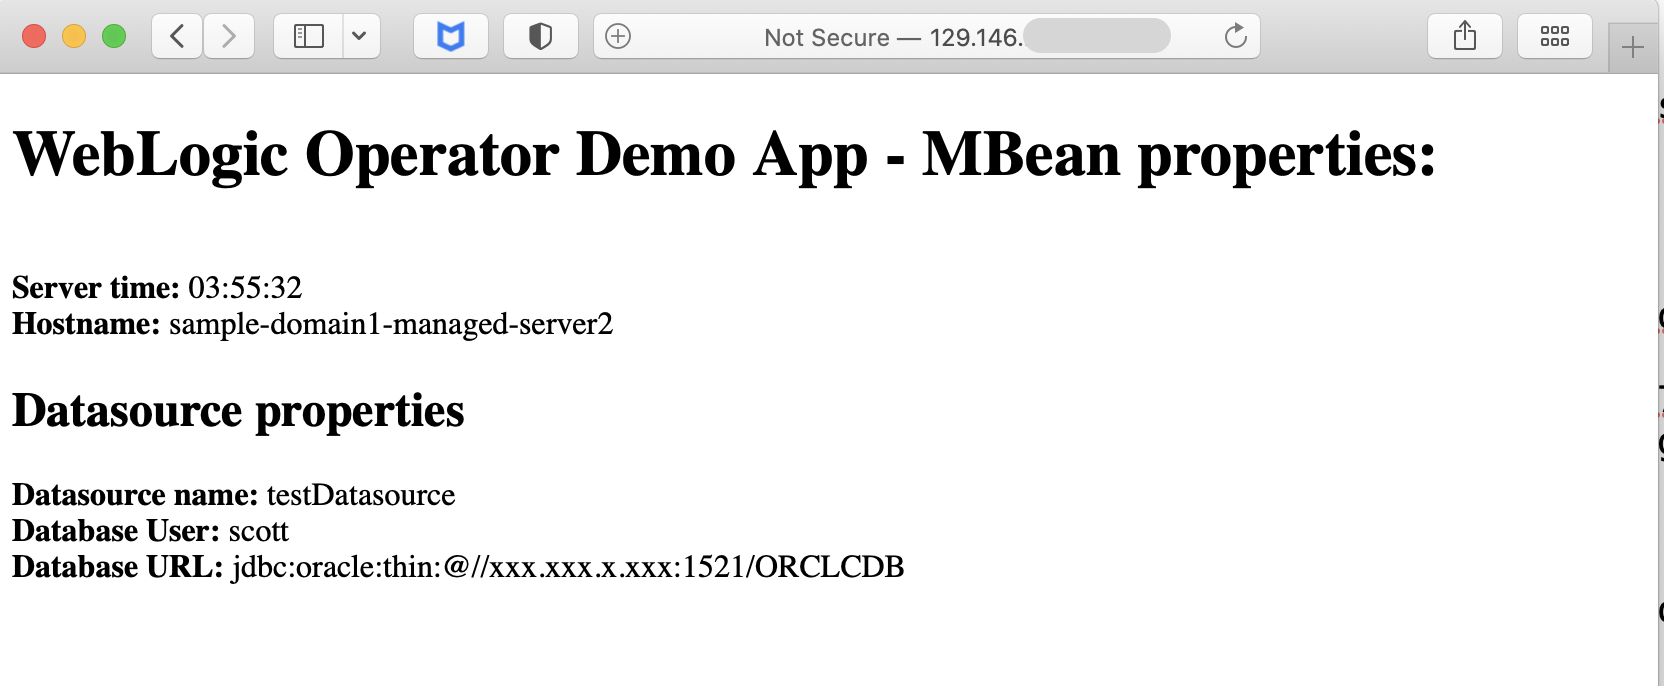 Not Secure — 129.146.
WebLogic Operator Demo App - MBean properties:
Server time: 03:55:32
Hostname: sample-domain1-managed-server2
Datasource properties
Datasource name: testDatasource
Database User: scott
Database URL: jdbc:oracle:thin:@//xxx.xxx.x.xxx:1521/ORCLCDB